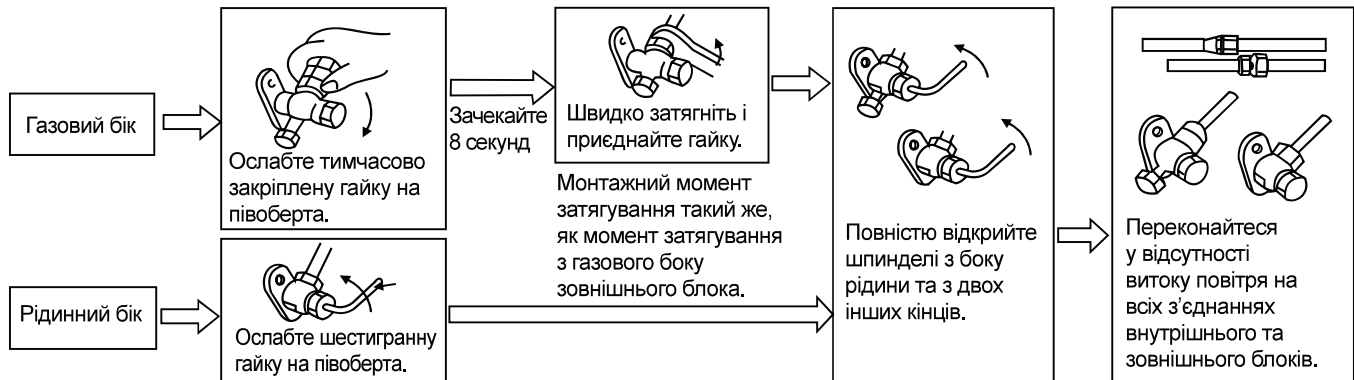 Газовий бік
Ослабте тимчасово
закріплену гайку на
півоберта.
Зачекайте
8 секунд
Швидко затягніть і
приєднайте гайку.
Монтажний момент
затягування такий же,
як момент затягування
з газового боку
зовнішнього блока.
Рідинний бік
Ослабте шестигранну
гайку на півоберта.
Повністю відкрийте
шпинделі з боку
рідини та з двох
інших кінців.
Переконайтеся
у відсутності
витоку повітря на
всіх з’єднаннях
внутрішнього та
зовнішнього блоків.